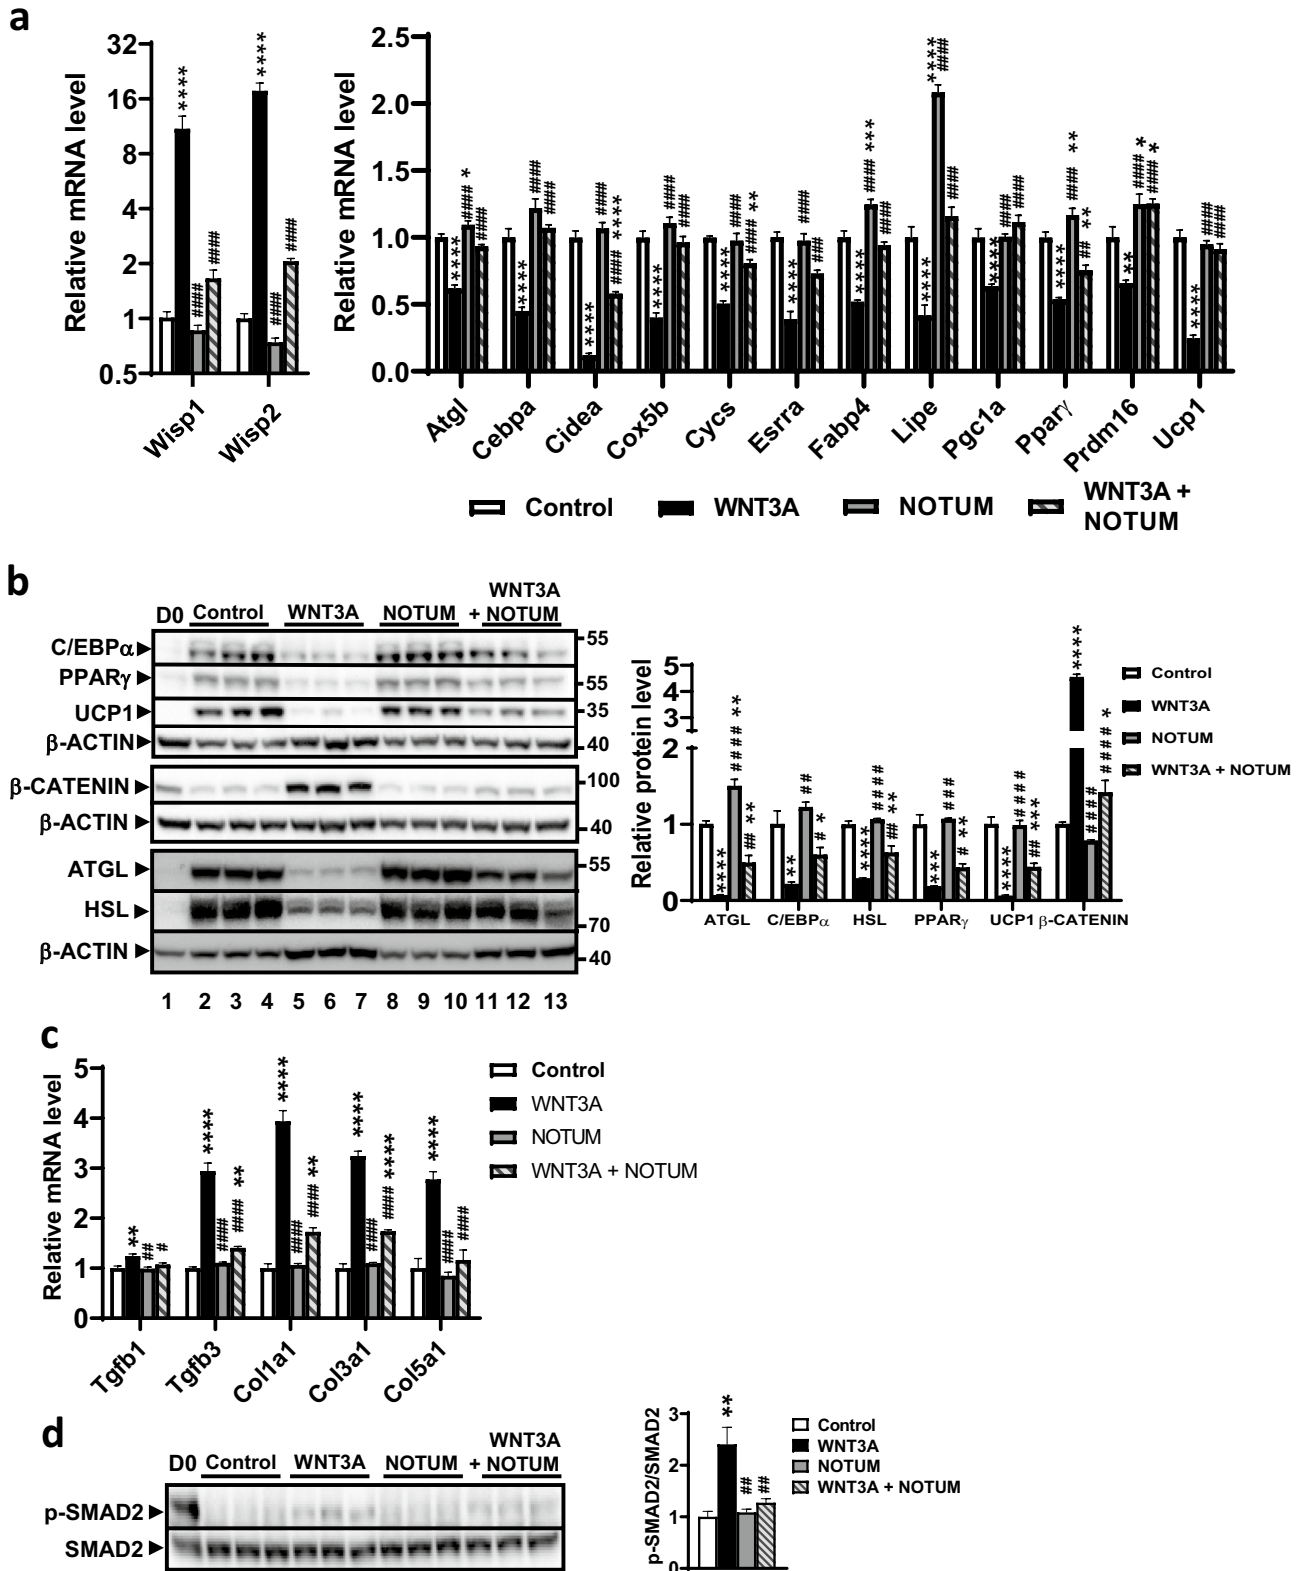 a
Relative mRNA level
32
16
8
4
2
1
0.5
**** ####
####
**** ####
####
Wisp1
Wisp2
Relative mRNA level
2.5
2.0
1.5
1.0
0.5
0.0
**** #### * ####
**** #### ####
**** #### #### ****
**** #### ####
**** #### #### **
**** #### ###
**** #### *** ####
**** **** #### ####
**** #### ####
**** #### ** ## **
** #### * #### *
**** #### ####
Atgl
Cebpa
Cidea
Cox5b
Cycs
Esrra
Fabp4
Lipe
Pgc1a
Pparγ
Prdm16
Ucp1
Control
WNT3A
NOTUM
WNT3A +
NOTUM
b
D0 Control WNT3A NOTUM + WNT3A
NOTUM
C/EBPα 55
PPARγ 55
UCP1 35
β-ACTIN 40
β-CATENIN 100
β-ACTIN 40
ATGL 55
HSL 70
β-ACTIN 40
1 2 3 4 5 6 7 8 9 10 11 12 13
Relative protein level
5
4
3
2
1
0
**** #### ** ## **
** ## # *
**** #### ## **
*** ### # **
**** #### ## ***
**** #### #### *
ATGL C/EBPα HSL PPARγ UCP1 β-CATENIN
Control
WNT3A
NOTUM
WNT3A + NOTUM
c
Relative mRNA level
5
4
3
2
1
0
** ## #
**** #### #### **
**** #### #### **
**** #### #### ****
**** #### ####
Tgfb1
Tgfb3
Col1a1
Col3a1
Col5a1
Control
WNT3A
NOTUM
WNT3A + NOTUM
d
D0 Control WNT3A NOTUM + WNT3A
NOTUM
p-SMAD2
SMAD2
p-SMAD2/SMAD2
3
2
1
0
** ## ##
Control
WNT3A
NOTUM
WNT3A + NOTUM